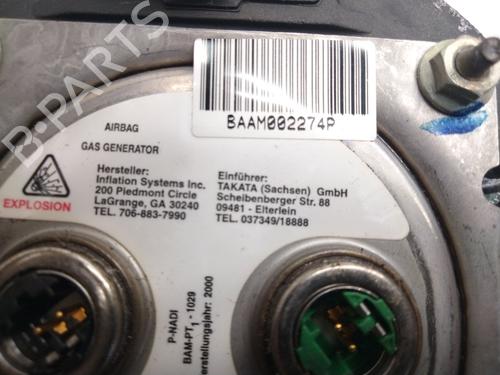 BAAM002274P
AIRBAG
GAS GENERATOR
EXPLOSION
Hersteller:
Inflation Systems Inc.
200 Piedmont Circle
LaGrange, GA 30240
TEL. 706-883-7990
Einführer:
TAKATA (Sachsen) GmbH
Scheibenberger Str. 88
09481 - Elterlein
TEL. 037349/18888
P-NADI
BAM-PT1 - 1029
erstellungsjahr: 2000
B-PARTS